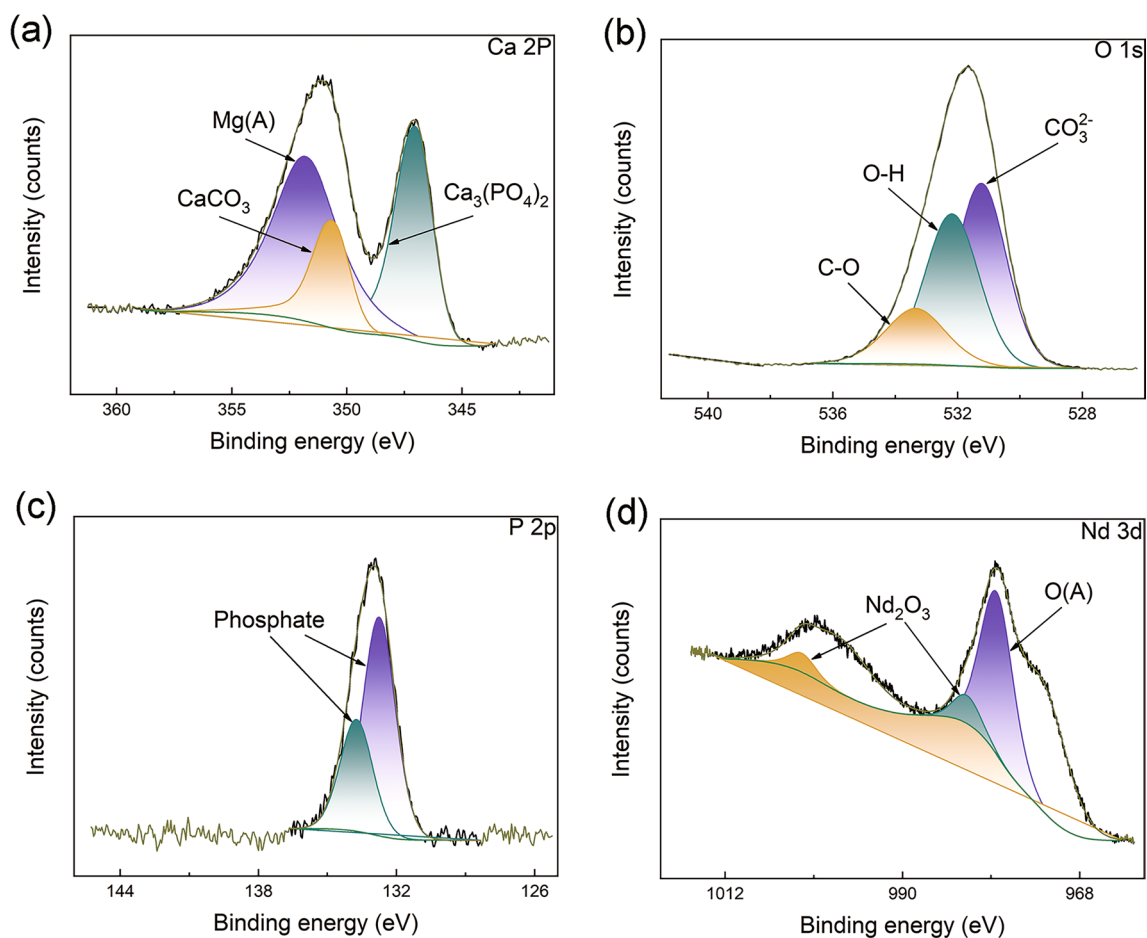 (a)
Ca 2P
Mg(A)
CaCO₃
Ca₃(PO₄)₂
Intensity (counts)
360 355 350 345
Binding energy (eV)
(b)
O 1s
CO₃²⁻
O-H
C-O
Intensity (counts)
540 536 532 528
Binding energy (eV)
(c)
P 2p
Phosphate
Intensity (counts)
144 138 132 126
Binding energy (eV)
(d)
Nd 3d
Nd₂O₃
O(A)
Intensity (counts)
1012 990 968
Binding energy (eV)